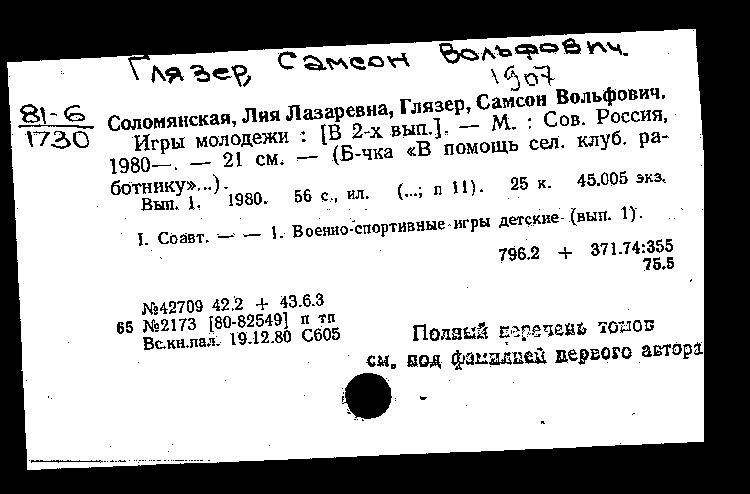 Глязер, Самсон Вольфович.
1907
81-6
1730
Соломянская, Лия Лазаревна, Глязер, Самсон Вольфович.
Игры молодежи : [В 2-х вып.]. — М. : Сов. Россия,
1980—. — 21 см. — (Б-чка «В помощь сел. клуб. ра-
ботнику»...).
Вып. 1. 1980. 56 с., ил. (...; п 11). 25 к. 45.005 экз.
I. Соавт. — — 1. Военно-спортивные игры детские (вып. 1).
796.2 + 371.74:355
75.5
№42709 42.2 + 43.6.3
65 №2173 [80-82549] п тп
Вс.кн.пал. 19.12.80 С605
Полный перечень томов
см. под фамилией первого автора